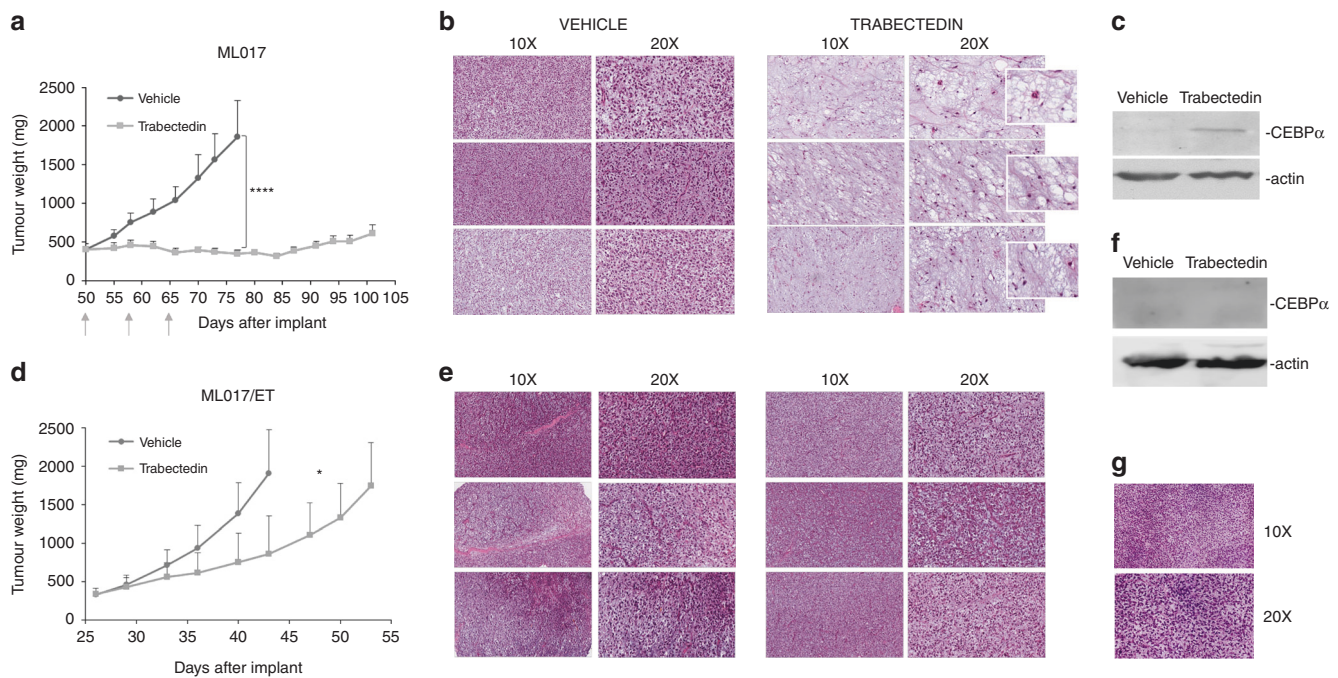 a
ML017
Tumour weight (mg)
2500
2000
1500
1000
500
0
Vehicle
Trabectedin
****
50 55 60 65 70 75 80 85 90 95 100 105
Days after implant
b
VEHICLE TRABECTEDIN
10X 20X 10X 20X
c
Vehicle Trabectedin
-CEBPα
-actin
f
Vehicle Trabectedin
-CEBPα
-actin
d
ML017/ET
Tumour weight (mg)
2500
2000
1500
1000
500
0
Vehicle
Trabectedin
*
25 30 35 40 45 50 55
Days after implant
e
10X 20X 10X 20X
g
10X
20X